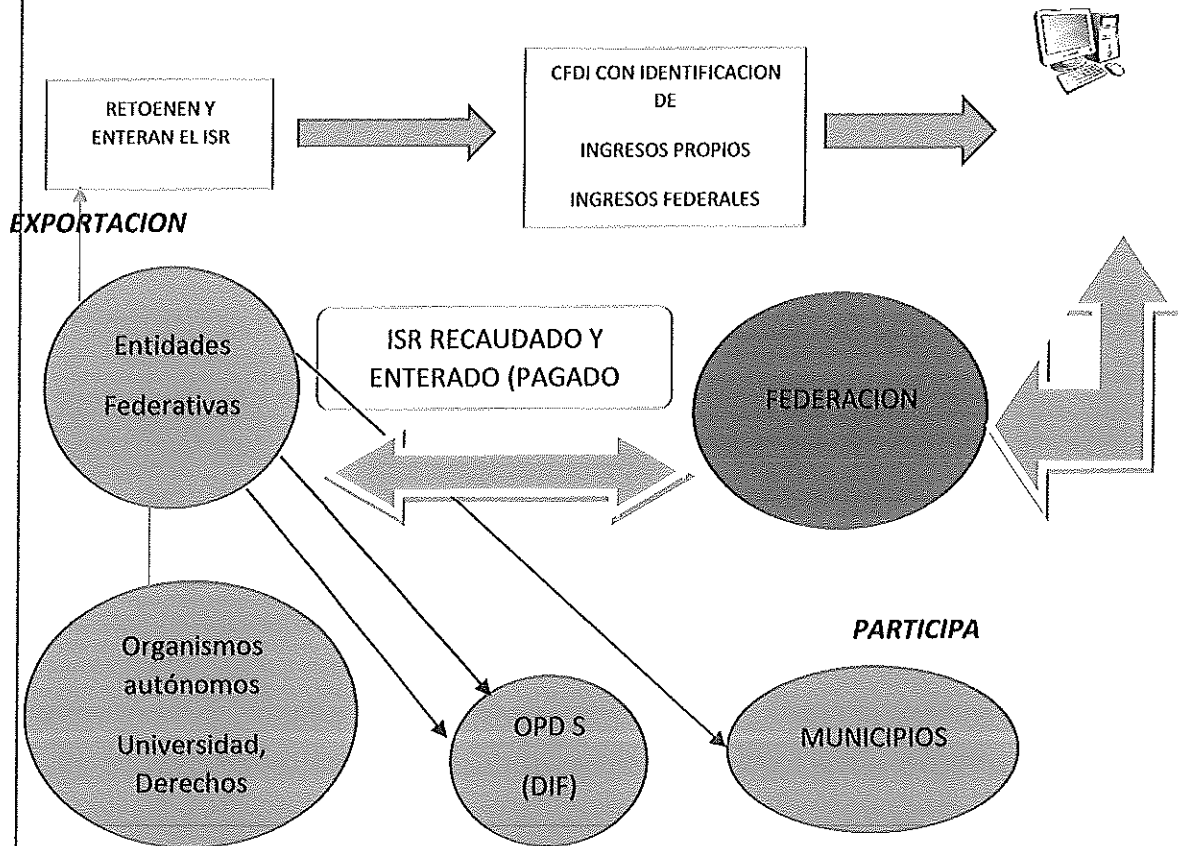 RETOENEN Y
ENTERAN EL ISR
CFDI CON IDENTIFICACION
DE
INGRESOS PROPIOS
INGRESOS FEDERALES
EXPORTACION
Entidades
Federativas
ISR RECAUDADO Y
ENTERADO (PAGADO
FEDERACION
Organismos
autónomos
Universidad,
Derechos
OPD S
(DIF)
PARTICIPA
MUNICIPIOS